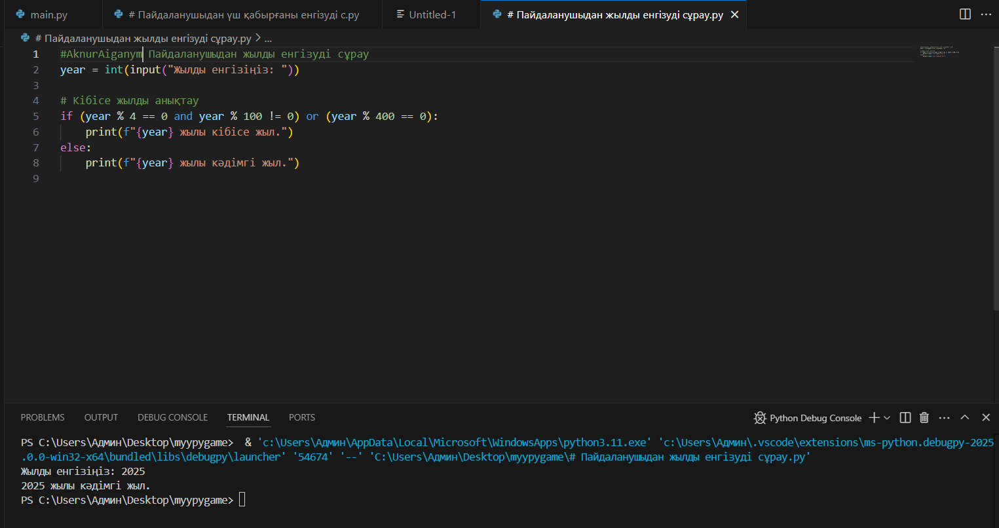 main.py # Пайдаланушыдан үш қабырғаны енгізуді с.py Untitled-1 # Пайдаланушыдан жылды енгізуді сұрау.py
# Пайдаланушыдан жылды енгізуді сұрау.py > ...
1 #AknurAiganym Пайдаланушыдан жылды енгізуді сұрау
2 year = int(input("Жылды енгізіңіз: "))
3
4 # Кібісе жылды анықтау
5 if (year % 4 == 0 and year % 100 != 0) or (year % 400 == 0):
6 print(f"{year} жылы кібісе жыл.")
7 else:
8 print(f"{year} жылы кәдімгі жыл.")
9
PROBLEMS OUTPUT DEBUG CONSOLE TERMINAL PORTS Python Debug Console
PS C:\Users\Админ\Desktop\myypygame> & 'c:\Users\Админ\AppData\Local\Microsoft\WindowsApps\python3.11.exe' 'c:\Users\Админ\.vscode\extensions\ms-python.debugpy-2025
.0.0-win32-x64\bundled\libs\debugpy\launcher' '54674' '--' 'C:\Users\Админ\Desktop\myypygame\# Пайдаланушыдан жылды енгізуді сұрау.py'
Жылды енгізіңіз: 2025
2025 жылы кәдімгі жыл.
PS C:\Users\Админ\Desktop\myypygame>